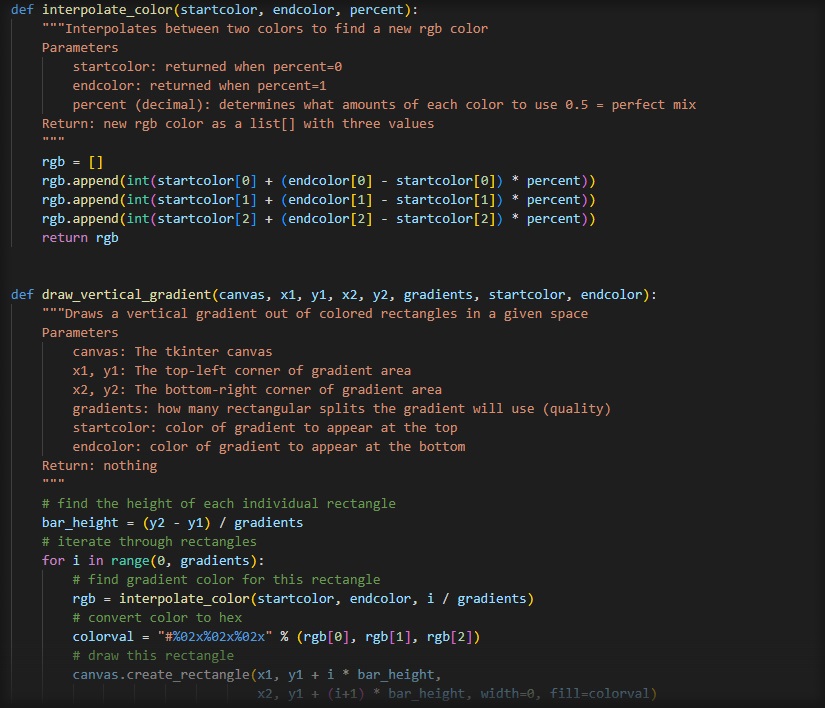 def interpolate_color(startcolor, endcolor, percent):
    """Interpolates between two colors to find a new rgb color
    Parameters
        startcolor: returned when percent=0
        endcolor: returned when percent=1
        percent (decimal): determines what amounts of each color to use 0.5 = perfect mix
    Return: new rgb color as a list[] with three values
    """
    rgb = []
    rgb.append(int(startcolor[0] + (endcolor[0] - startcolor[0]) * percent))
    rgb.append(int(startcolor[1] + (endcolor[1] - startcolor[1]) * percent))
    rgb.append(int(startcolor[2] + (endcolor[2] - startcolor[2]) * percent))
    return rgb
def draw_vertical_gradient(canvas, x1, y1, x2, y2, gradients, startcolor, endcolor):
    """Draws a vertical gradient out of colored rectangles in a given space
    Parameters
        canvas: The tkinter canvas
        x1, y1: The top-left corner of gradient area
        x2, y2: The bottom-right corner of gradient area
        gradients: how many rectangular splits the gradient will use (quality)
        startcolor: color of gradient to appear at the top
        endcolor: color of gradient to appear at the bottom
    Return: nothing
    """
    # find the height of each individual rectangle
    bar_height = (y2 - y1) / gradients
    # iterate through rectangles
    for i in range(0, gradients):
        # find gradient color for this rectangle
        rgb = interpolate_color(startcolor, endcolor, i / gradients)
        # convert color to hex
        colorval = "#%02x%02x%02x" % (rgb[0], rgb[1], rgb[2])
        # draw this rectangle
        canvas.create_rectangle(x1, y1 + i * bar_height,
                                x2, y1 + (i+1) * bar_height, width=0, fill=colorval)